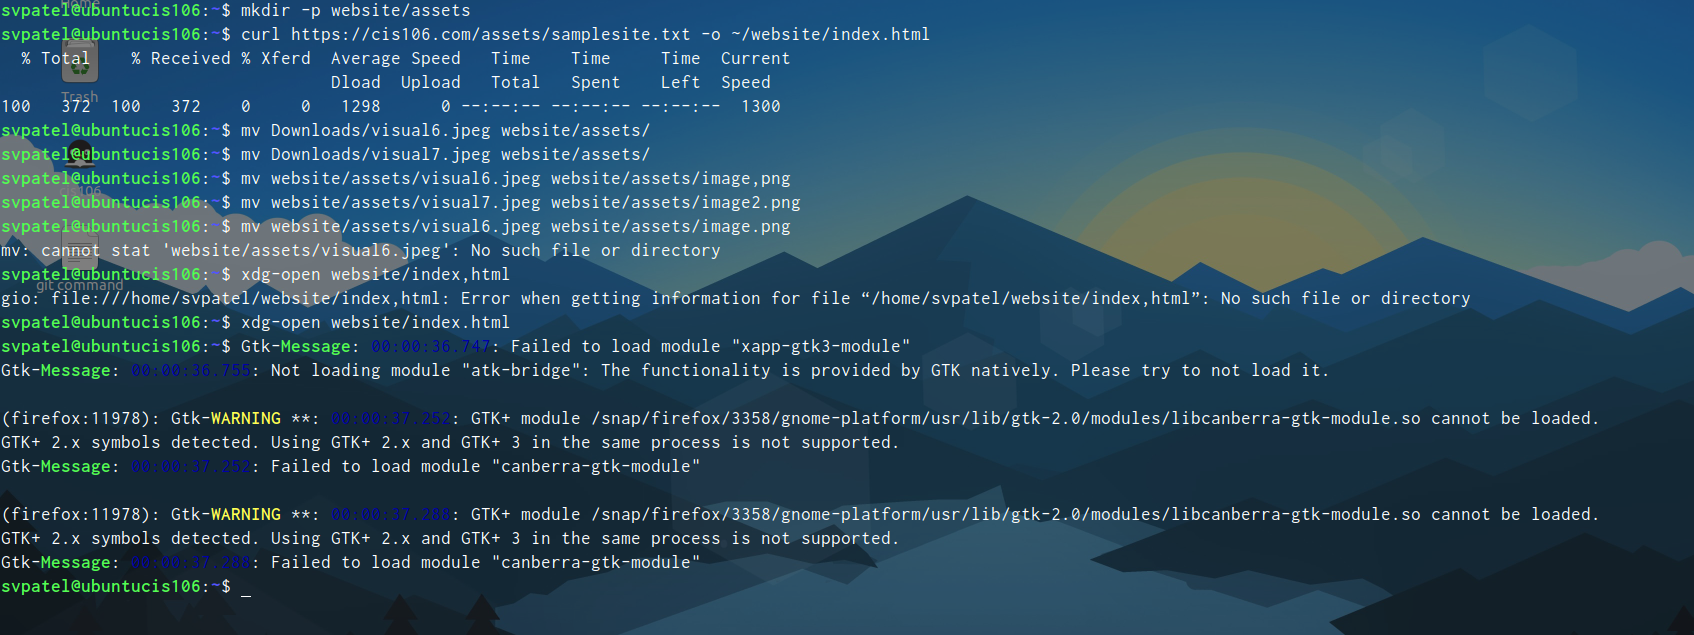 Home
svpatel@ubuntucis106:~$ mkdir -p website/assets
svpatel@ubuntucis106:~$ curl https://cis106.com/assets/samplesite.txt -o ~/website/index.html
  % Total    % Received % Xferd  Average Speed   Time    Time     Time  Current
                                 Dload  Upload   Total   Spent    Left  Speed
Trash
100   372  100   372    0     0   1298      0 --:--:-- --:--:-- --:--:--  1300
svpatel@ubuntucis106:~$ mv Downloads/visual6.jpeg website/assets/
svpatel@ubuntucis106:~$ mv Downloads/visual7.jpeg website/assets/
svpatel@ubuntucis106:~$ mv website/assets/visual6.jpeg website/assets/image,png
cis106
svpatel@ubuntucis106:~$ mv website/assets/visual7.jpeg website/assets/image2.png
svpatel@ubuntucis106:~$ mv website/assets/visual6.jpeg website/assets/image.png
mv: cannot stat 'website/assets/visual6.jpeg': No such file or directory
svpatel@ubuntucis106:~$ xdg-open website/index,html
git command
gio: file:///home/svpatel/website/index,html: Error when getting information for file “/home/svpatel/website/index,html”: No such file or directory
svpatel@ubuntucis106:~$ xdg-open website/index.html
svpatel@ubuntucis106:~$ Gtk-Message: 00:00:36.747: Failed to load module "xapp-gtk3-module"
Gtk-Message: 00:00:36.755: Not loading module "atk-bridge": The functionality is provided by GTK natively. Please try to not load it.

(firefox:11978): Gtk-WARNING **: 00:00:37.252: GTK+ module /snap/firefox/3358/gnome-platform/usr/lib/gtk-2.0/modules/libcanberra-gtk-module.so cannot be loaded.
GTK+ 2.x symbols detected. Using GTK+ 2.x and GTK+ 3 in the same process is not supported.
Gtk-Message: 00:00:37.252: Failed to load module "canberra-gtk-module"

(firefox:11978): Gtk-WARNING **: 00:00:37.288: GTK+ module /snap/firefox/3358/gnome-platform/usr/lib/gtk-2.0/modules/libcanberra-gtk-module.so cannot be loaded.
GTK+ 2.x symbols detected. Using GTK+ 2.x and GTK+ 3 in the same process is not supported.
Gtk-Message: 00:00:37.288: Failed to load module "canberra-gtk-module"
svpatel@ubuntucis106:~$ _